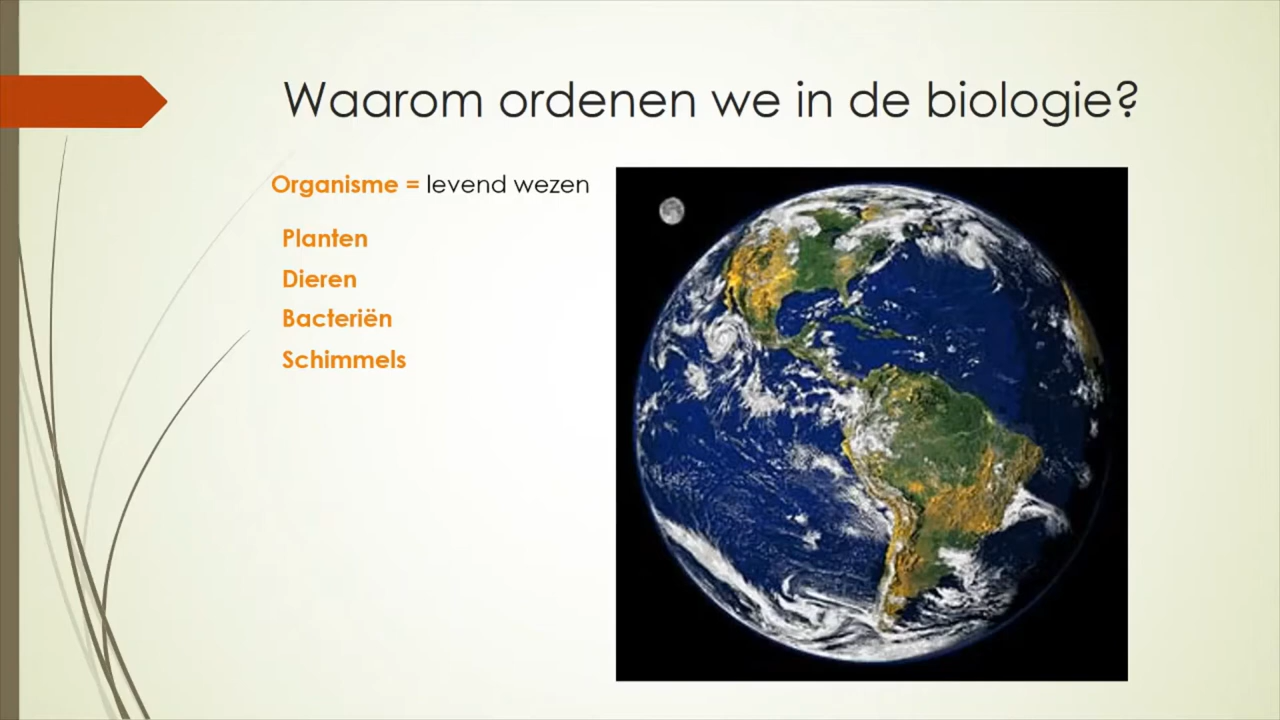 Waarom ordenen we in de biologie?
Organisme = levend wezen
Planten
Dieren
Bacteriën
Schimmels